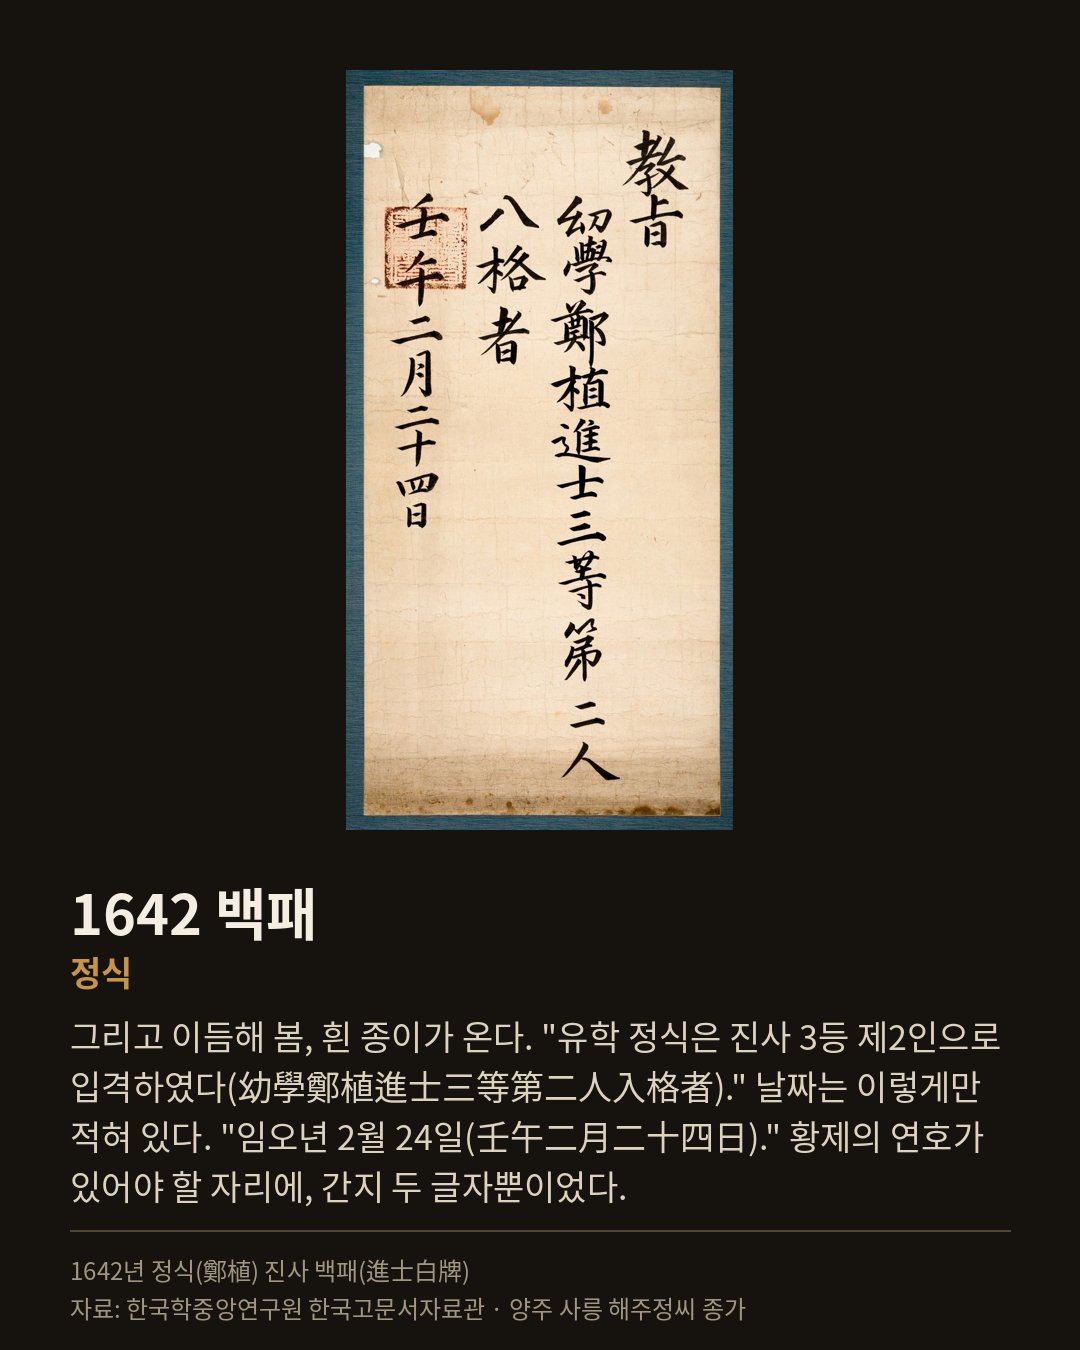 教旨
幼學鄭植進士三等第二人
入格者
壬午二月二十四日
1642 백패
정식
그리고 이듬해 봄, 흰 종이가 온다. "유학 정식은 진사 3등 제2인으로
입격하였다(幼學鄭植進士三等第二人入格者)." 날짜는 이렇게만
적혀 있다. "임오년 2월 24일(壬午二月二十四日)." 황제의 연호가
있어야 할 자리에, 간지 두 글자뿐이었다.
1642년 정식(鄭植) 진사 백패(進士白牌)
자료: 한국학중앙연구원 한국고문서자료관 · 양주 사릉 해주정씨 종가